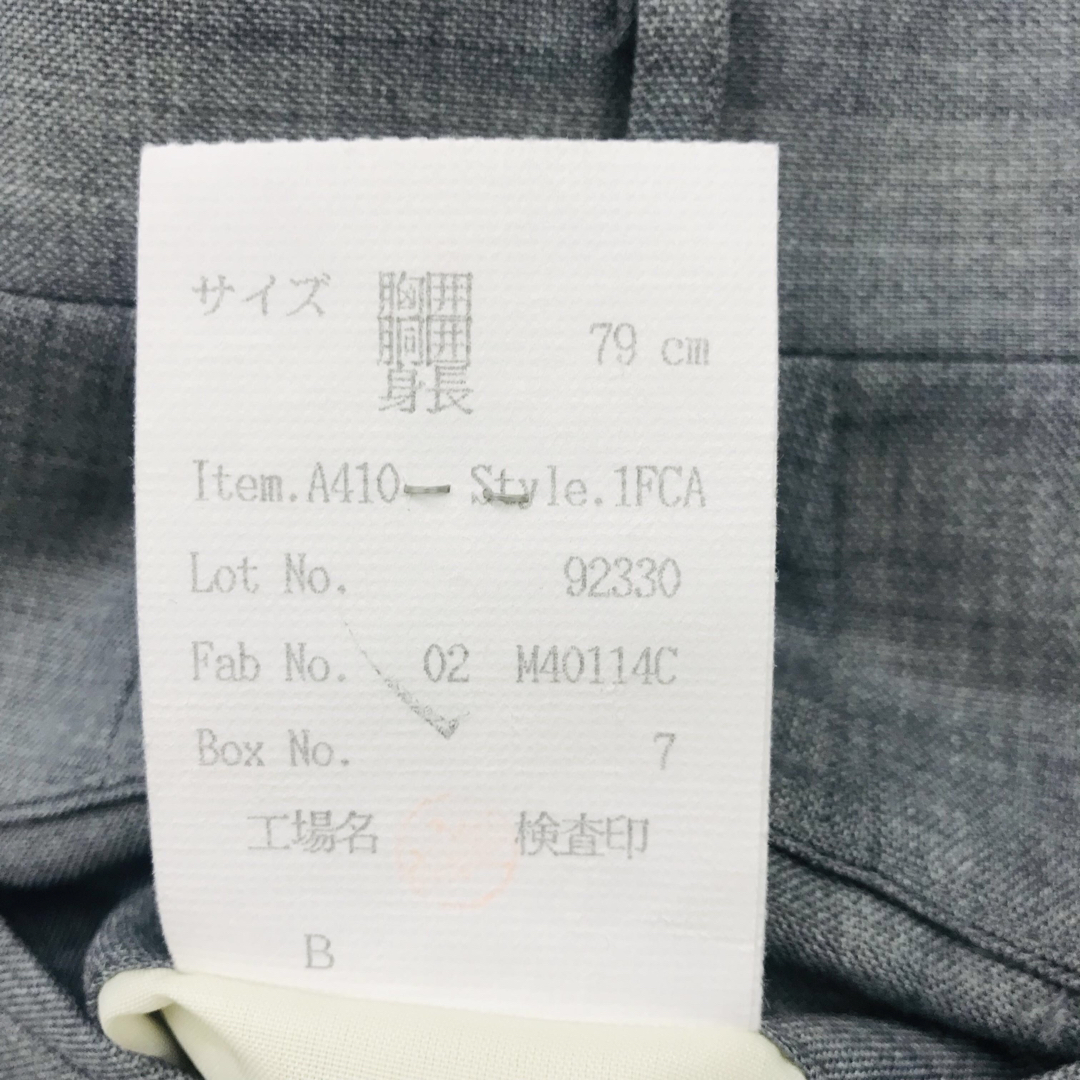 サイズ 胸囲
胴囲 79 cm
身長
Item.A410 Style.1FCA
Lot No. 92330
Fab No. 02 M40114C
Box No. 7
工場名 検査印
B